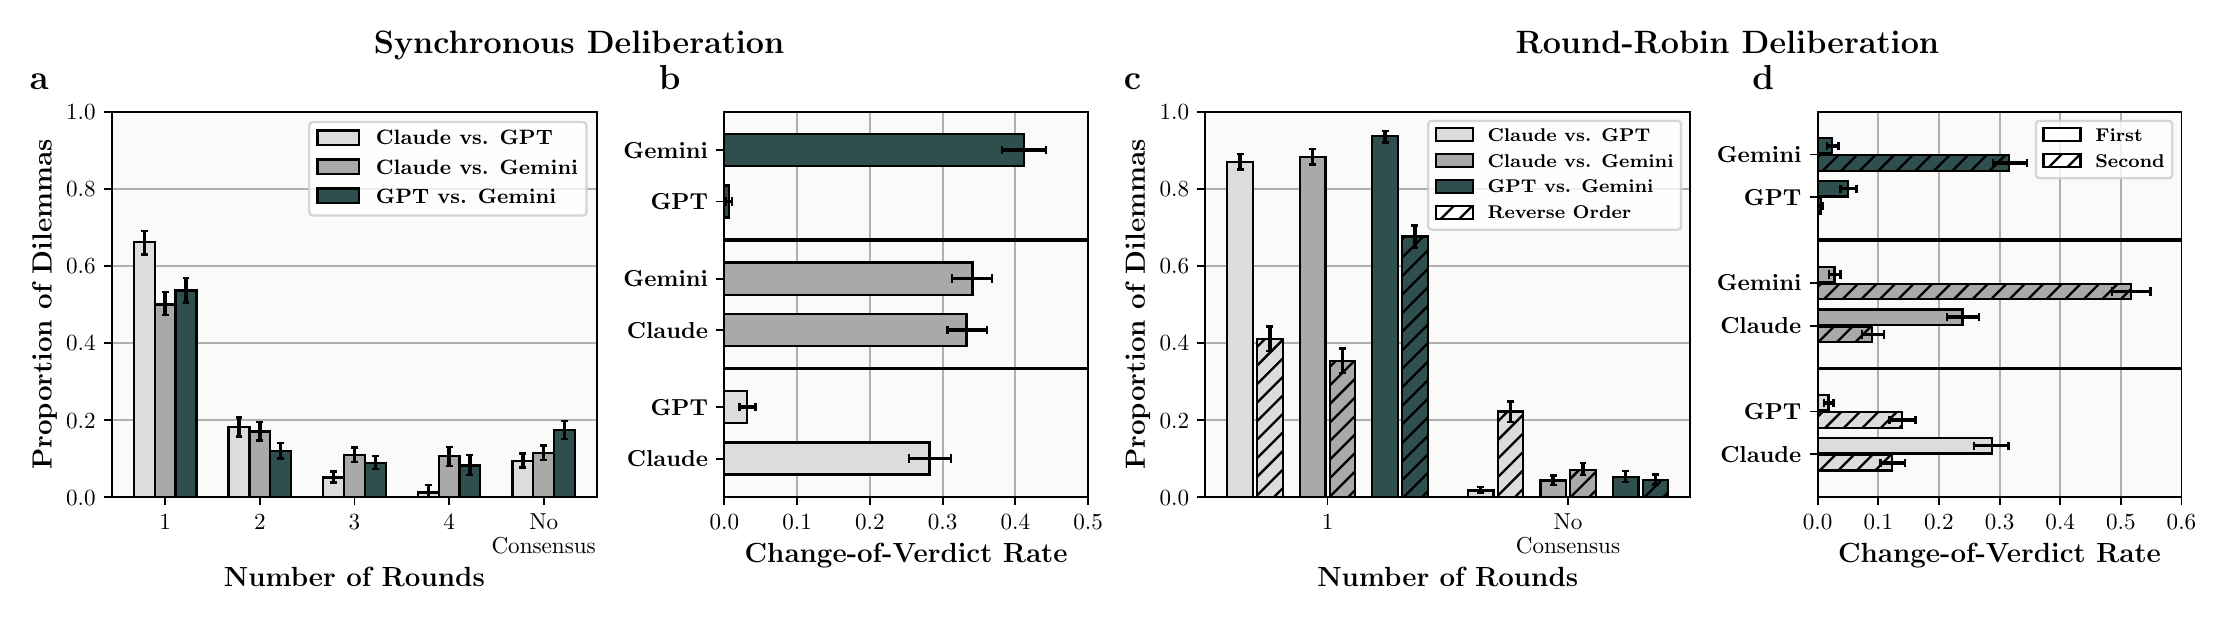 Synchronous Deliberation
Round-Robin Deliberation
a
b
c
d
Proportion of Dilemmas
1.0
0.8
0.6
0.4
0.2
0.0
Claude vs. GPT
Claude vs. Gemini
GPT vs. Gemini
1
2
3
4
No
Consensus
Number of Rounds
Gemini
GPT
Gemini
Claude
GPT
Claude
0.0
0.1
0.2
0.3
0.4
0.5
Change-of-Verdict Rate
Proportion of Dilemmas
1.0
0.8
0.6
0.4
0.2
0.0
Claude vs. GPT
Claude vs. Gemini
GPT vs. Gemini
Reverse Order
1
No
Consensus
Number of Rounds
First
Second
Gemini
GPT
Gemini
Claude
GPT
Claude
0.0
0.1
0.2
0.3
0.4
0.5
0.6
Change-of-Verdict Rate